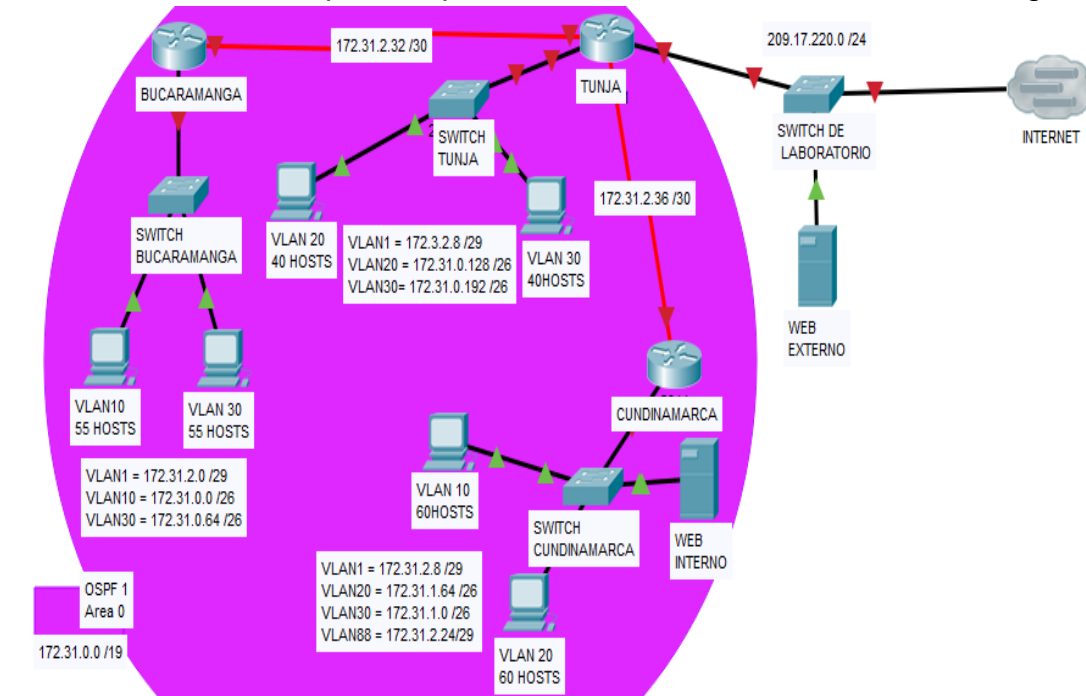 172.31.2.32 /30
209.17.220.0 /24
BUCARAMANGA
TUNJA
SWITCH
TUNJA
SWITCH DE
LABORATORIO
INTERNET
172.31.2.36 /30
SWITCH
BUCARAMANGA
VLAN 20
40 HOSTS
VLAN1 = 172.3.2.8 /29
VLAN20 = 172.31.0.128 /26
VLAN30= 172.31.0.192 /26
VLAN 30
40HOSTS
WEB
EXTERNO
VLAN10
55 HOSTS
VLAN 30
55 HOSTS
CUNDINAMARCA
VLAN1 = 172.31.2.0 /29
VLAN10 = 172.31.0.0 /26
VLAN30 = 172.31.0.64 /26
VLAN 10
60HOSTS
SWITCH
CUNDINAMARCA
WEB
INTERNO
VLAN1 = 172.31.2.8 /29
VLAN20 = 172.31.1.64 /26
VLAN30 = 172.31.1.0 /26
VLAN88 = 172.31.2.24/29
OSPF 1
Area 0
172.31.0.0 /19
VLAN 20
60 HOSTS